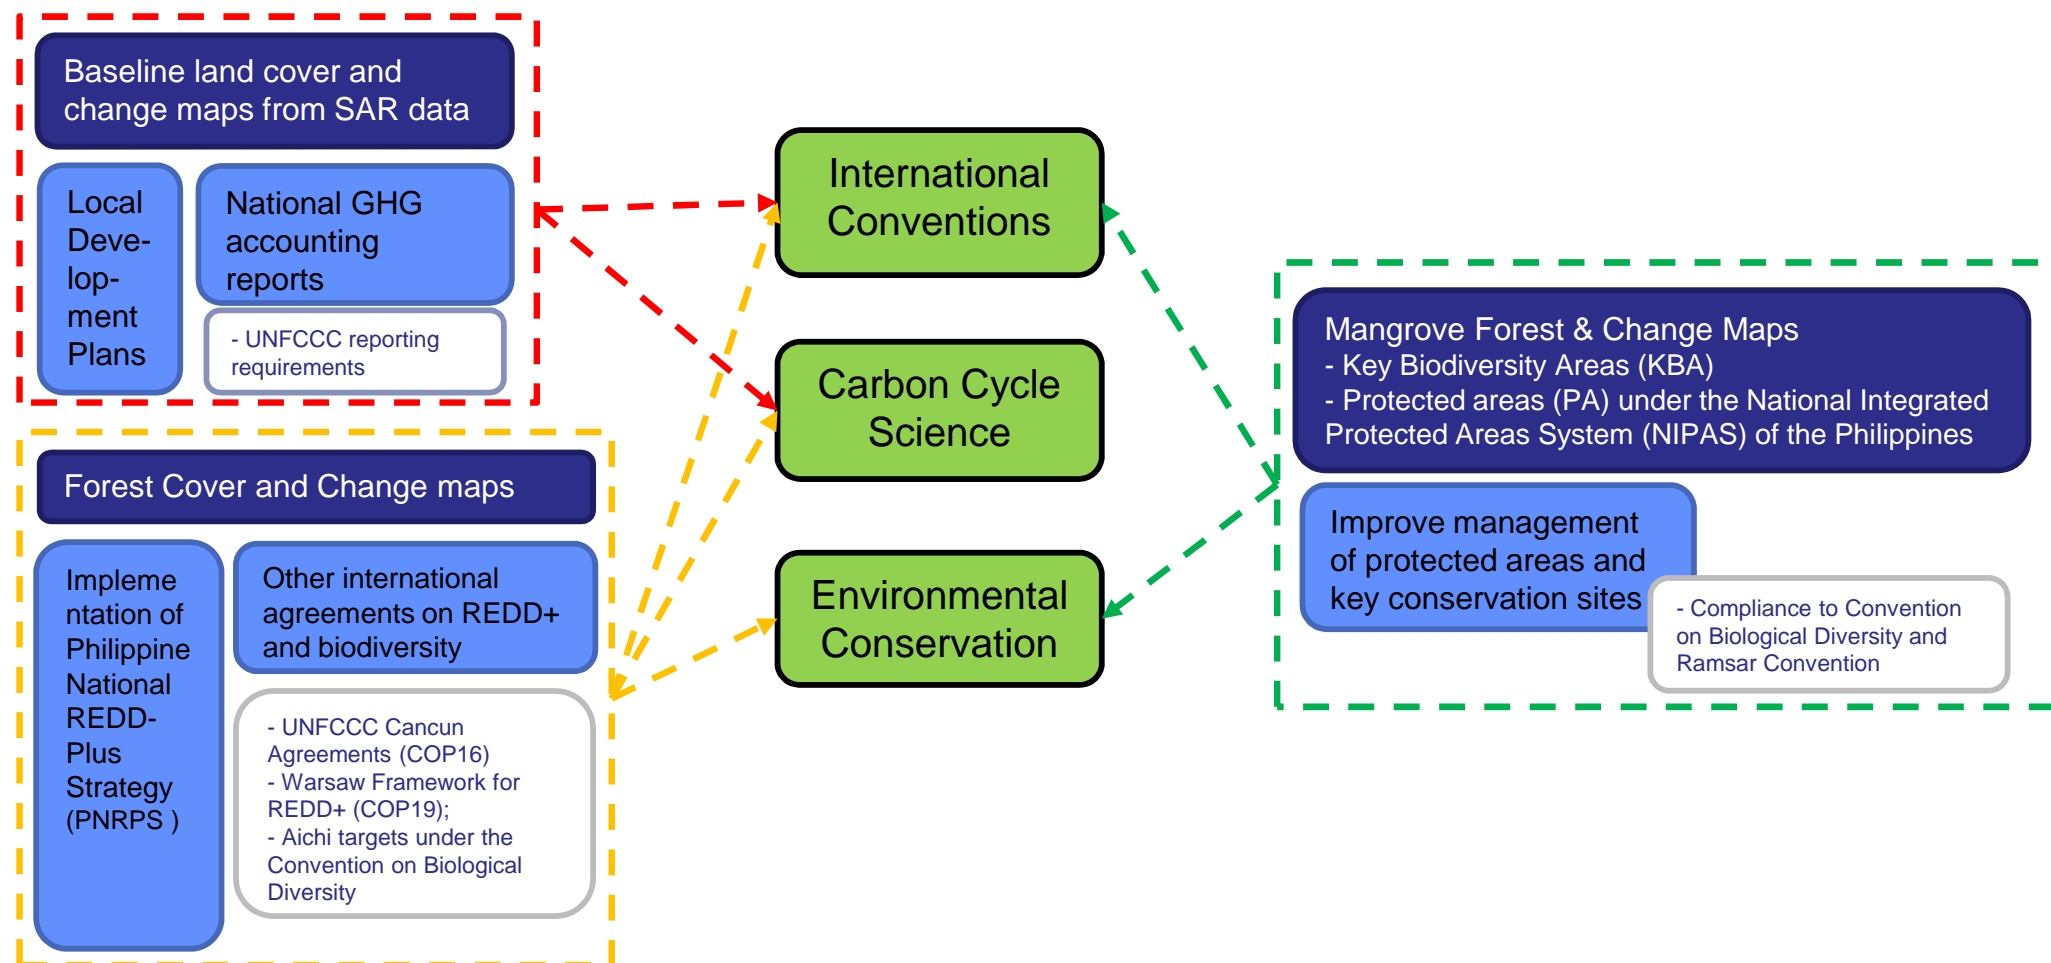 Baseline land cover and
change maps from SAR data
Local
Deve-
lop-
ment
Plans
National GHG
accounting
reports
- UNFCCC reporting
requirements
Forest Cover and Change maps
Impleme
ntation of
Philippine
National
REDD-
Plus
Strategy
(PNRPS )
Other international
agreements on REDD+
and biodiversity
- UNFCCC Cancun
Agreements (COP16)
- Warsaw Framework for
REDD+ (COP19);
- Aichi targets under the
Convention on Biological
Diversity
International
Conventions
Carbon Cycle
Science
Environmental
Conservation
Mangrove Forest & Change Maps
- Key Biodiversity Areas (KBA)
- Protected areas (PA) under the National Integrated
Protected Areas System (NIPAS) of the Philippines
Improve management
of protected areas and
key conservation sites
- Compliance to Convention
on Biological Diversity and
Ramsar Convention